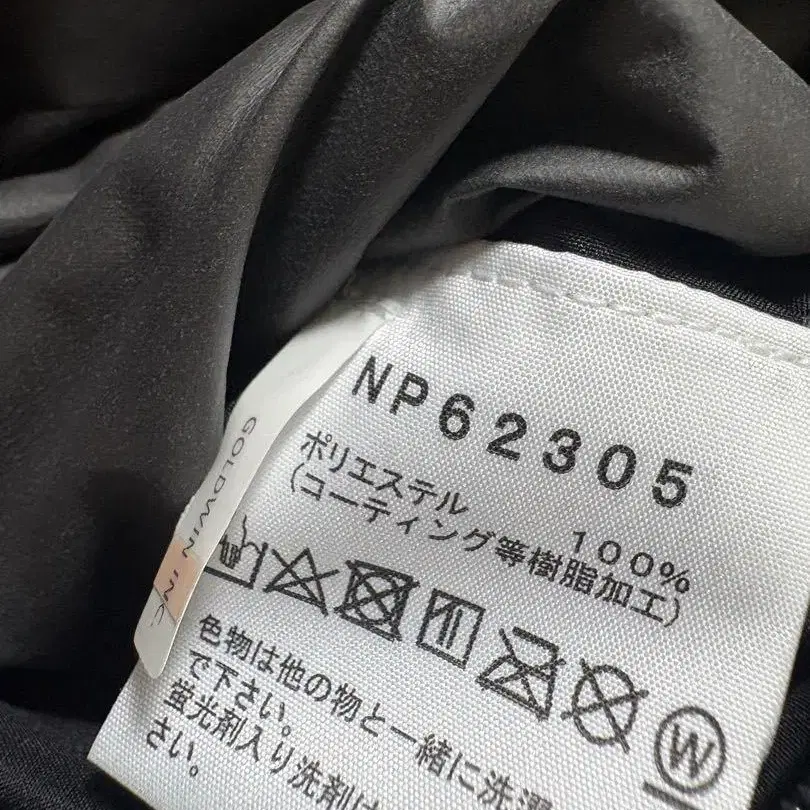 NP62305
ポリエステル 100%
(コーティング等樹脂加工)
W
色物は他の物と一緒に洗濯
で下さい。
蛍光剤入り洗剤は
さい。
GOLDWIN INC.